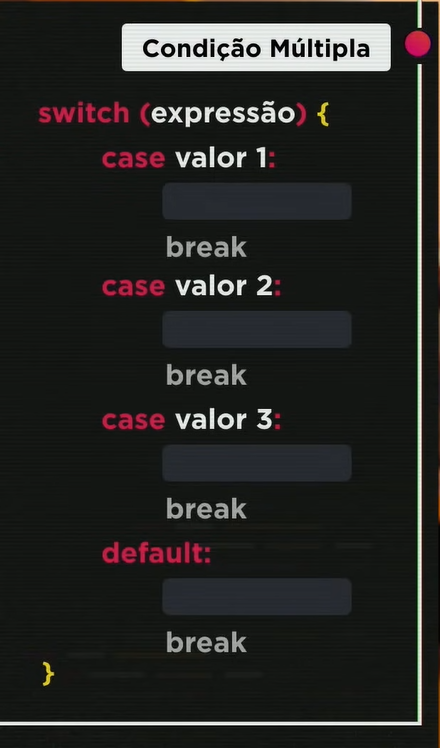 Condição Múltipla
switch (expressão) {
case valor 1:
break
case valor 2:
break
case valor 3:
break
default:
break
}